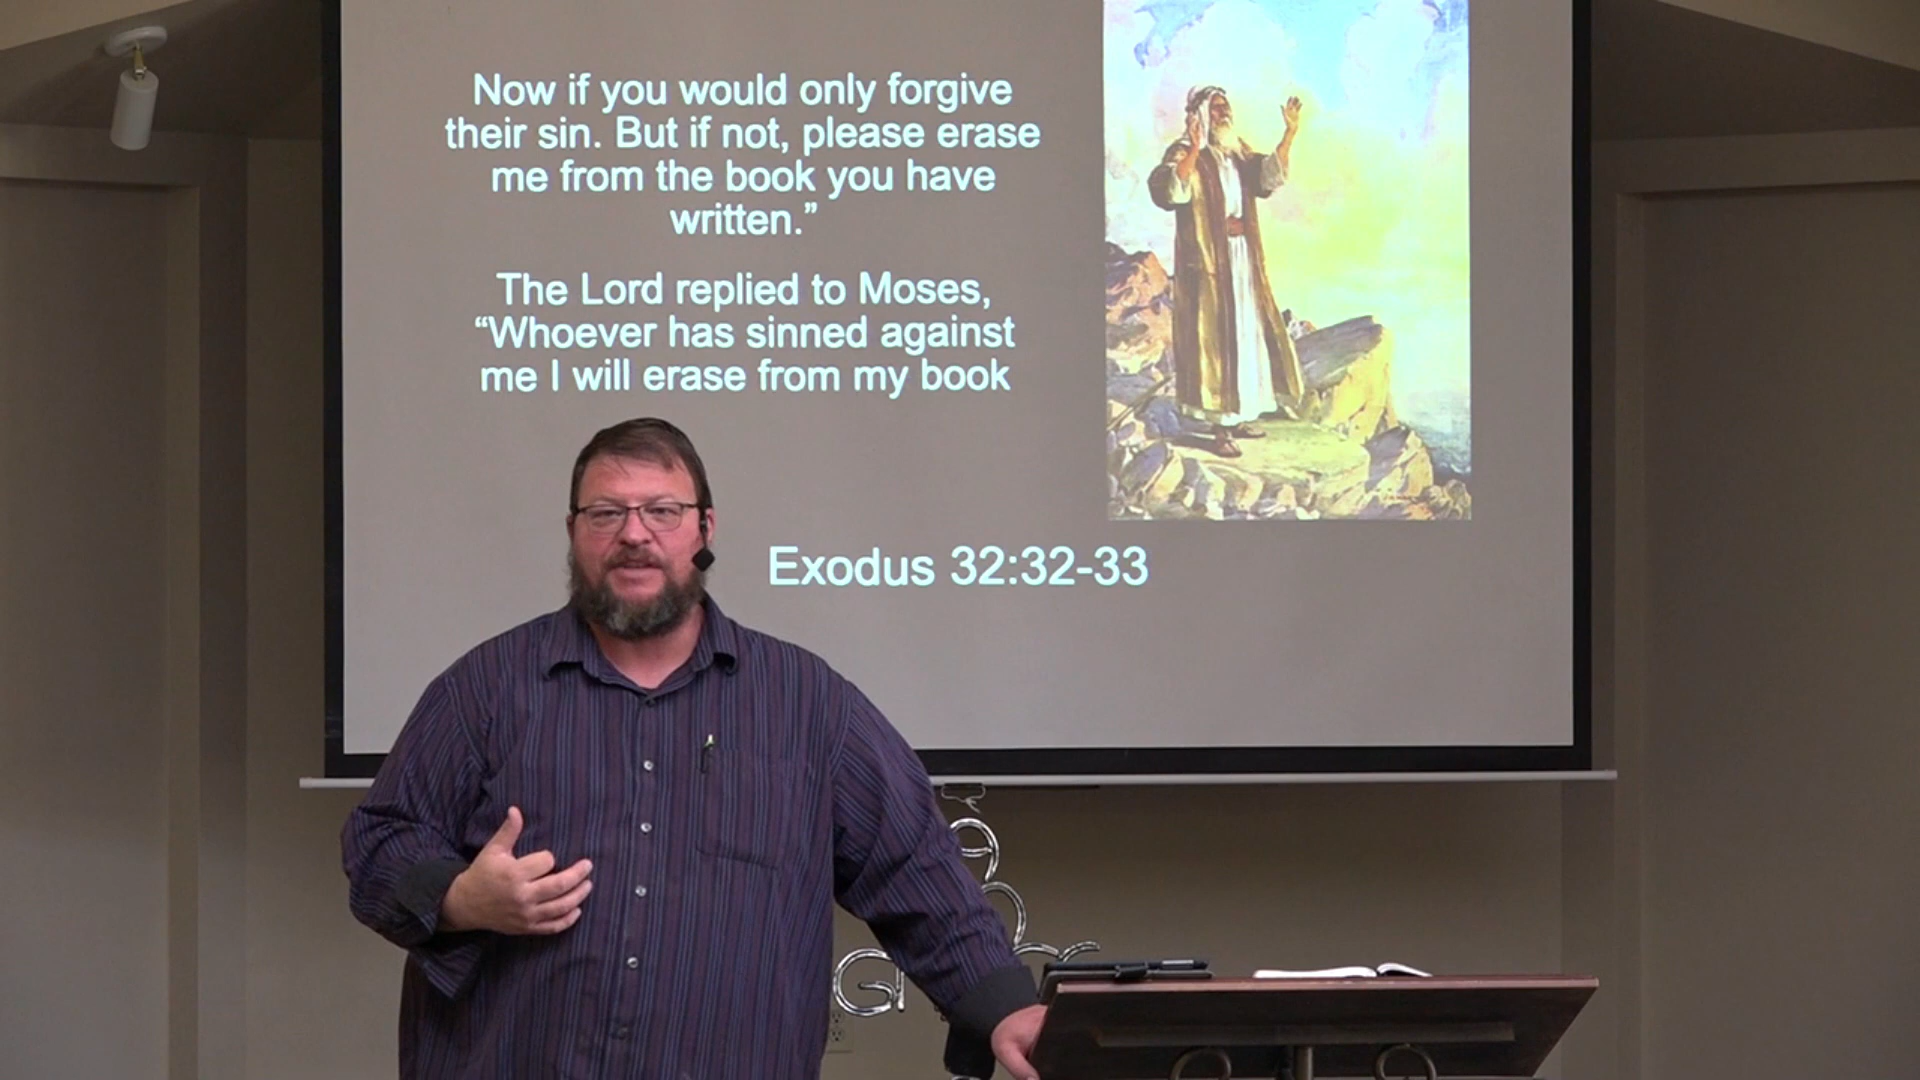 Now if you would only forgive
their sin. But if not, please erase
me from the book you have
written.”
The Lord replied to Moses,
“Whoever has sinned against
me I will erase from my book
Exodus 32:32-33